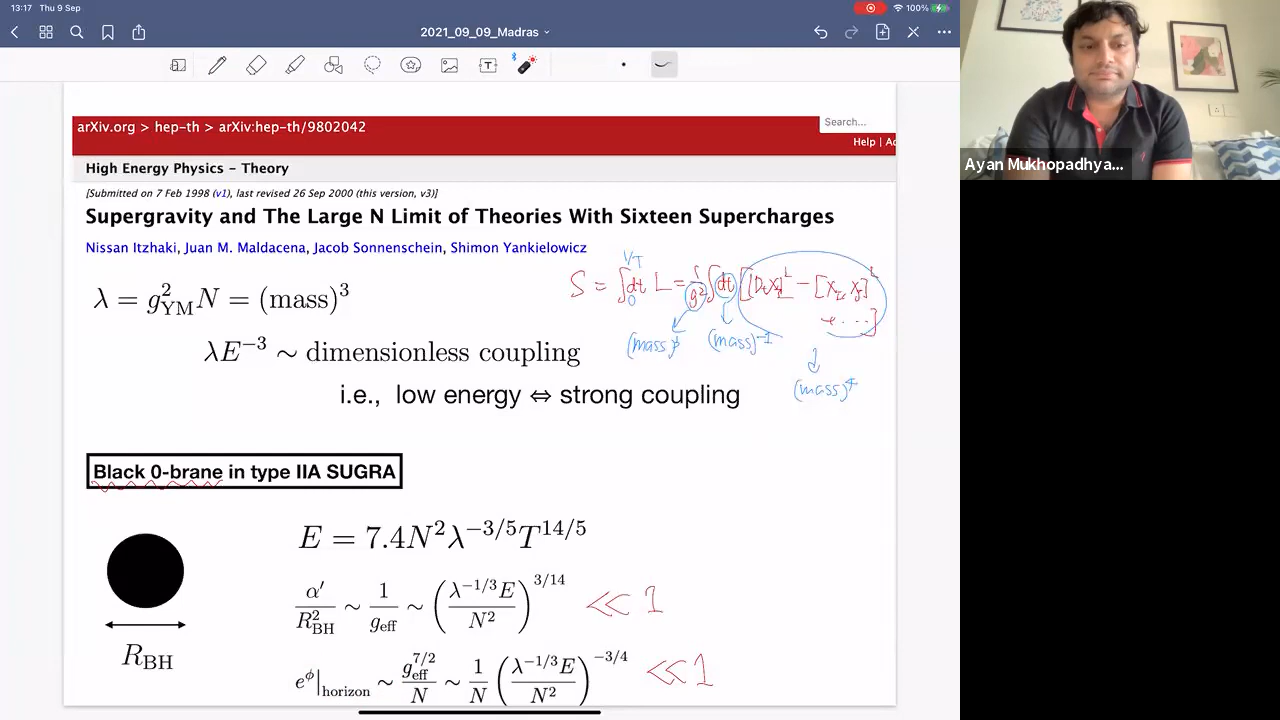 13:17 Thu 9 Sep
100%
2021_09_09_Madras
T
arXiv.org > hep-th > arXiv:hep-th/9802042
Search...
Help | Ad
High Energy Physics – Theory
[Submitted on 7 Feb 1998 (v1), last revised 26 Sep 2000 (this version, v3)]
Supergravity and The Large N Limit of Theories With Sixteen Supercharges
Nissan Itzhaki, Juan M. Maldacena, Jacob Sonnenschein, Shimon Yankielowicz
λ = g²_YM N = (mass)³
λE⁻³ ∼ dimensionless coupling
(mass)⁻¹
(mass)⁴
i.e., low energy ⇔ strong coupling
Black 0-brane in type IIA SUGRA
E = 7.4N²λ^{−3/5}T^{14/5}
α′/R²_BH ∼ 1/g_eff ∼ (λ^{−1/3}E/N²)^{3/14} ≪ 1
R_BH
e^ϕ|_horizon ∼ g_eff^{7/2}/N ∼ 1/N (λ^{−1/3}E/N²)^{−3/4} ≪ 1
Ayan Mukhopadhya...